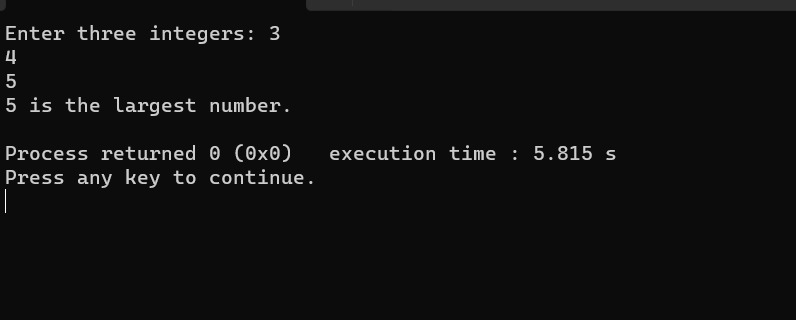 Enter three integers: 3
4
5
5 is the largest number.
Process returned 0 (0x0)   execution time : 5.815 s
Press any key to continue.